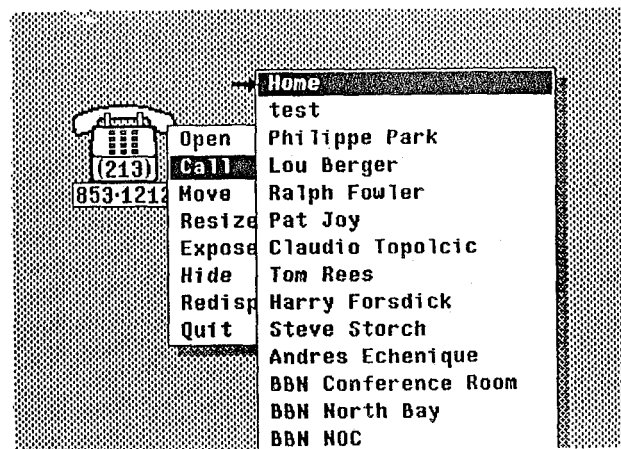 (213)
853-1212
Open
Call
Move
Resize
Expose
Hide
Redisp
Quit
Home
test
Philippe Park
Lou Berger
Ralph Fowler
Pat Joy
Claudio Topolcic
Tom Rees
Harry Forsdick
Steve Storch
Andres Echenique
BBN Conference Room
BBN North Bay
BBN NOC